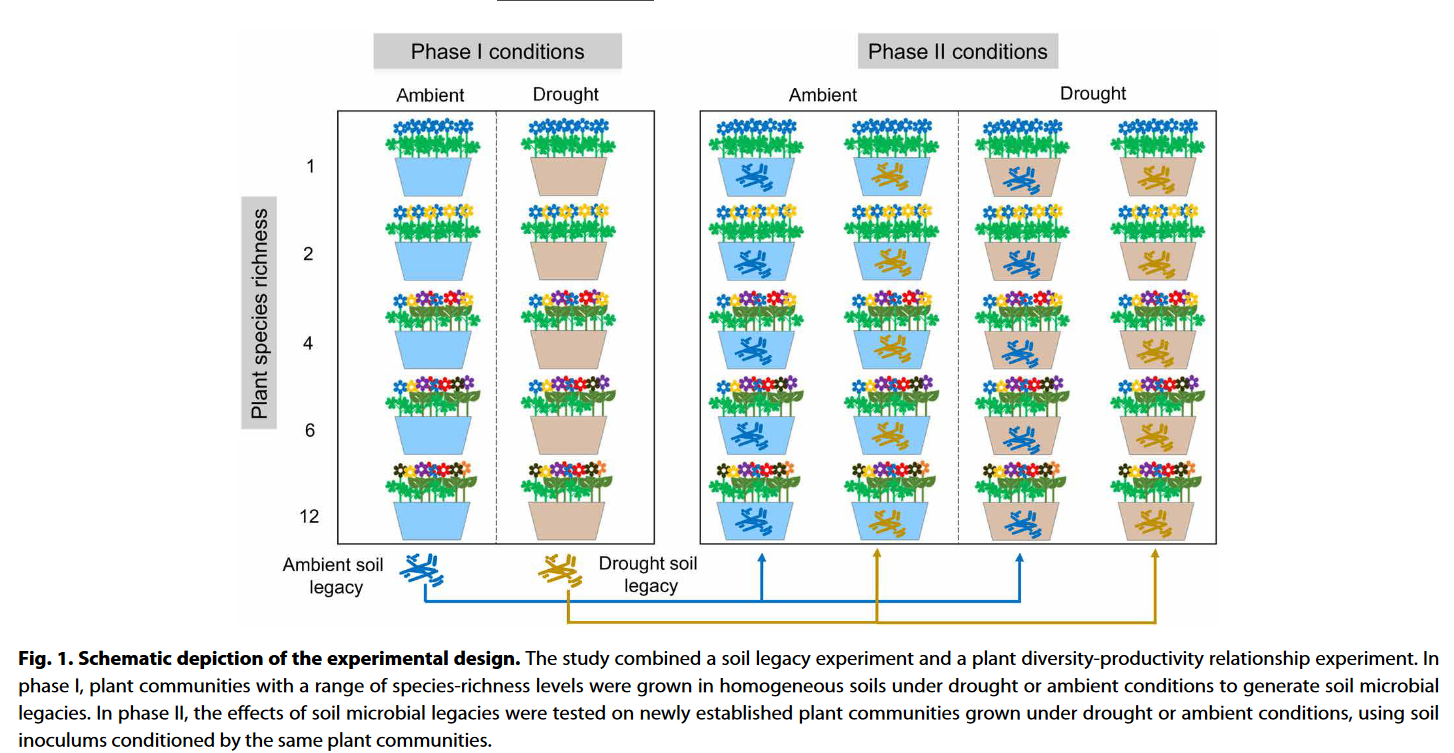 Phase I conditions
Phase II conditions
Ambient
Drought
Ambient
Drought
Plant species richness
1
2
4
6
12
Ambient soil
legacy
Drought soil
legacy
Fig. 1. Schematic depiction of the experimental design. The study combined a soil legacy experiment and a plant diversity-productivity relationship experiment. In
phase I, plant communities with a range of species-richness levels were grown in homogeneous soils under drought or ambient conditions to generate soil microbial
legacies. In phase II, the effects of soil microbial legacies were tested on newly established plant communities grown under drought or ambient conditions, using soil
inoculums conditioned by the same plant communities.